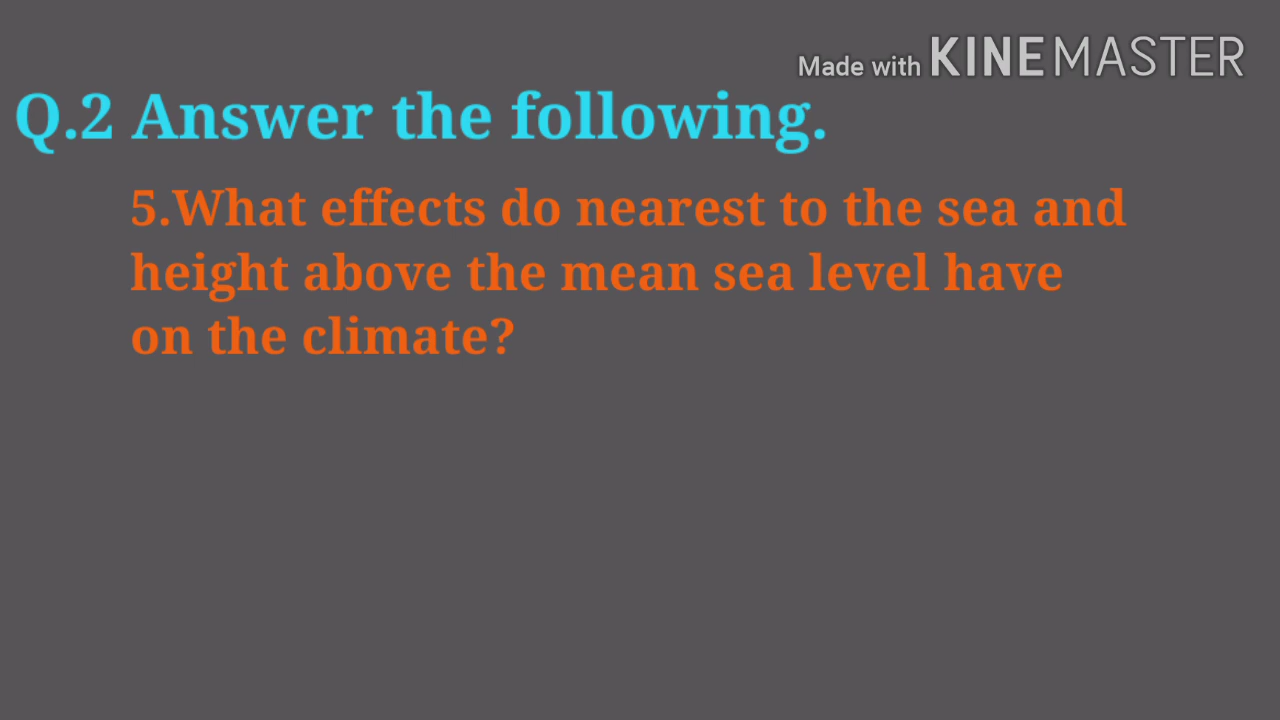 Made with KINEMASTER
Q.2 Answer the following.
5.What effects do nearest to the sea and
height above the mean sea level have
on the climate?